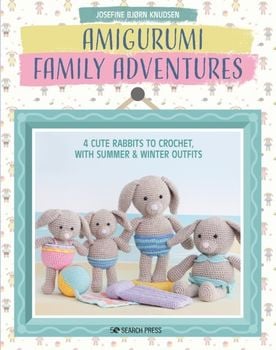 JOSEFINE BJØRN KNUDSEN
AMIGURUMI
FAMILY ADVENTURES
4 CUTE RABBITS TO CROCHET,
WITH SUMMER & WINTER OUTFITS
SEARCH PRESS